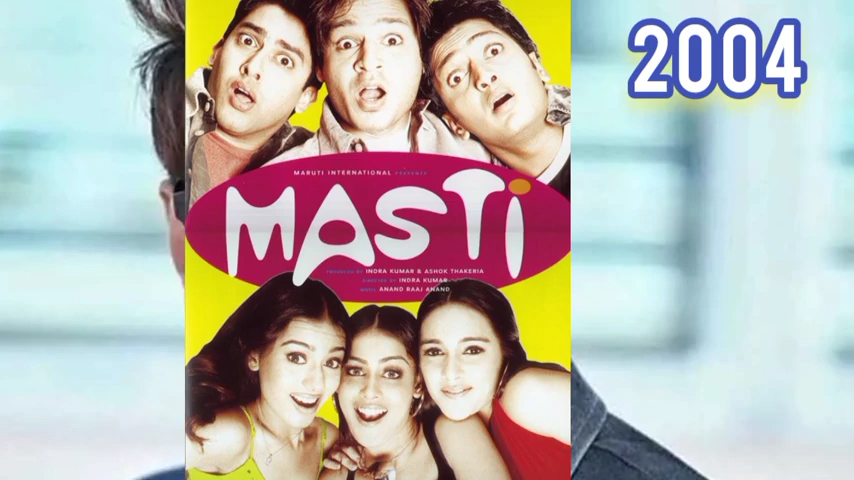 2004
MARUTI INTERNATIONAL PRESENTS
MASTi
PRODUCED BY INDRA KUMAR & ASHOK THAKERIA
DIRECTED BY INDRA KUMAR
MUSIC ANAND RAAJ ANAND